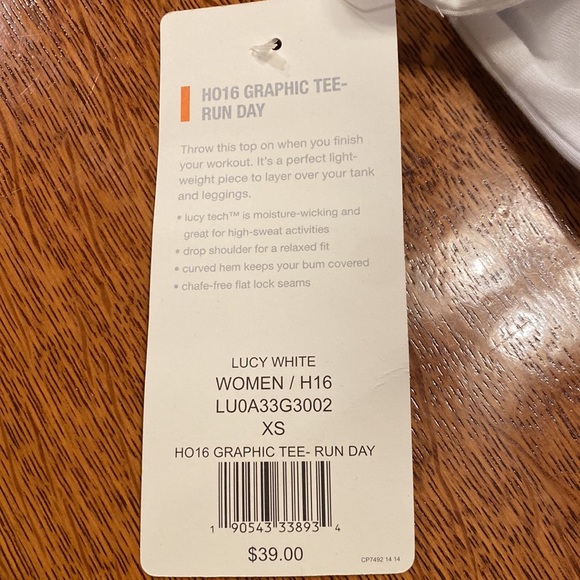 HO16 GRAPHIC TEE-
RUN DAY
Throw this top on when you finish
your workout. It's a perfect light-
weight piece to layer over your tank
and leggings.
• lucy tech™ is moisture-wicking and
great for high-sweat activities
• drop shoulder for a relaxed fit
• curved hem keeps your bum covered
• chafe-free flat lock seams
LUCY WHITE
WOMEN / H16
LU0A33G3002
XS
HO16 GRAPHIC TEE- RUN DAY
1 90543 33893 4
$39.00
CP7492 14 14